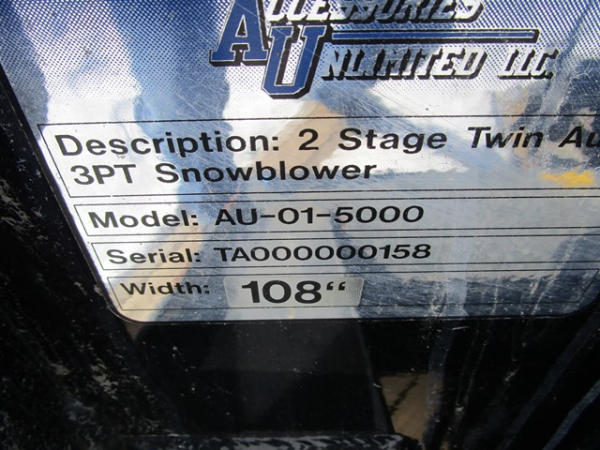 ACCESSORIES
UNLIMITED LLC.
Description: 2 Stage Twin Au
3PT Snowblower
Model: AU-01-5000
Serial: TA000000158
Width: 108"